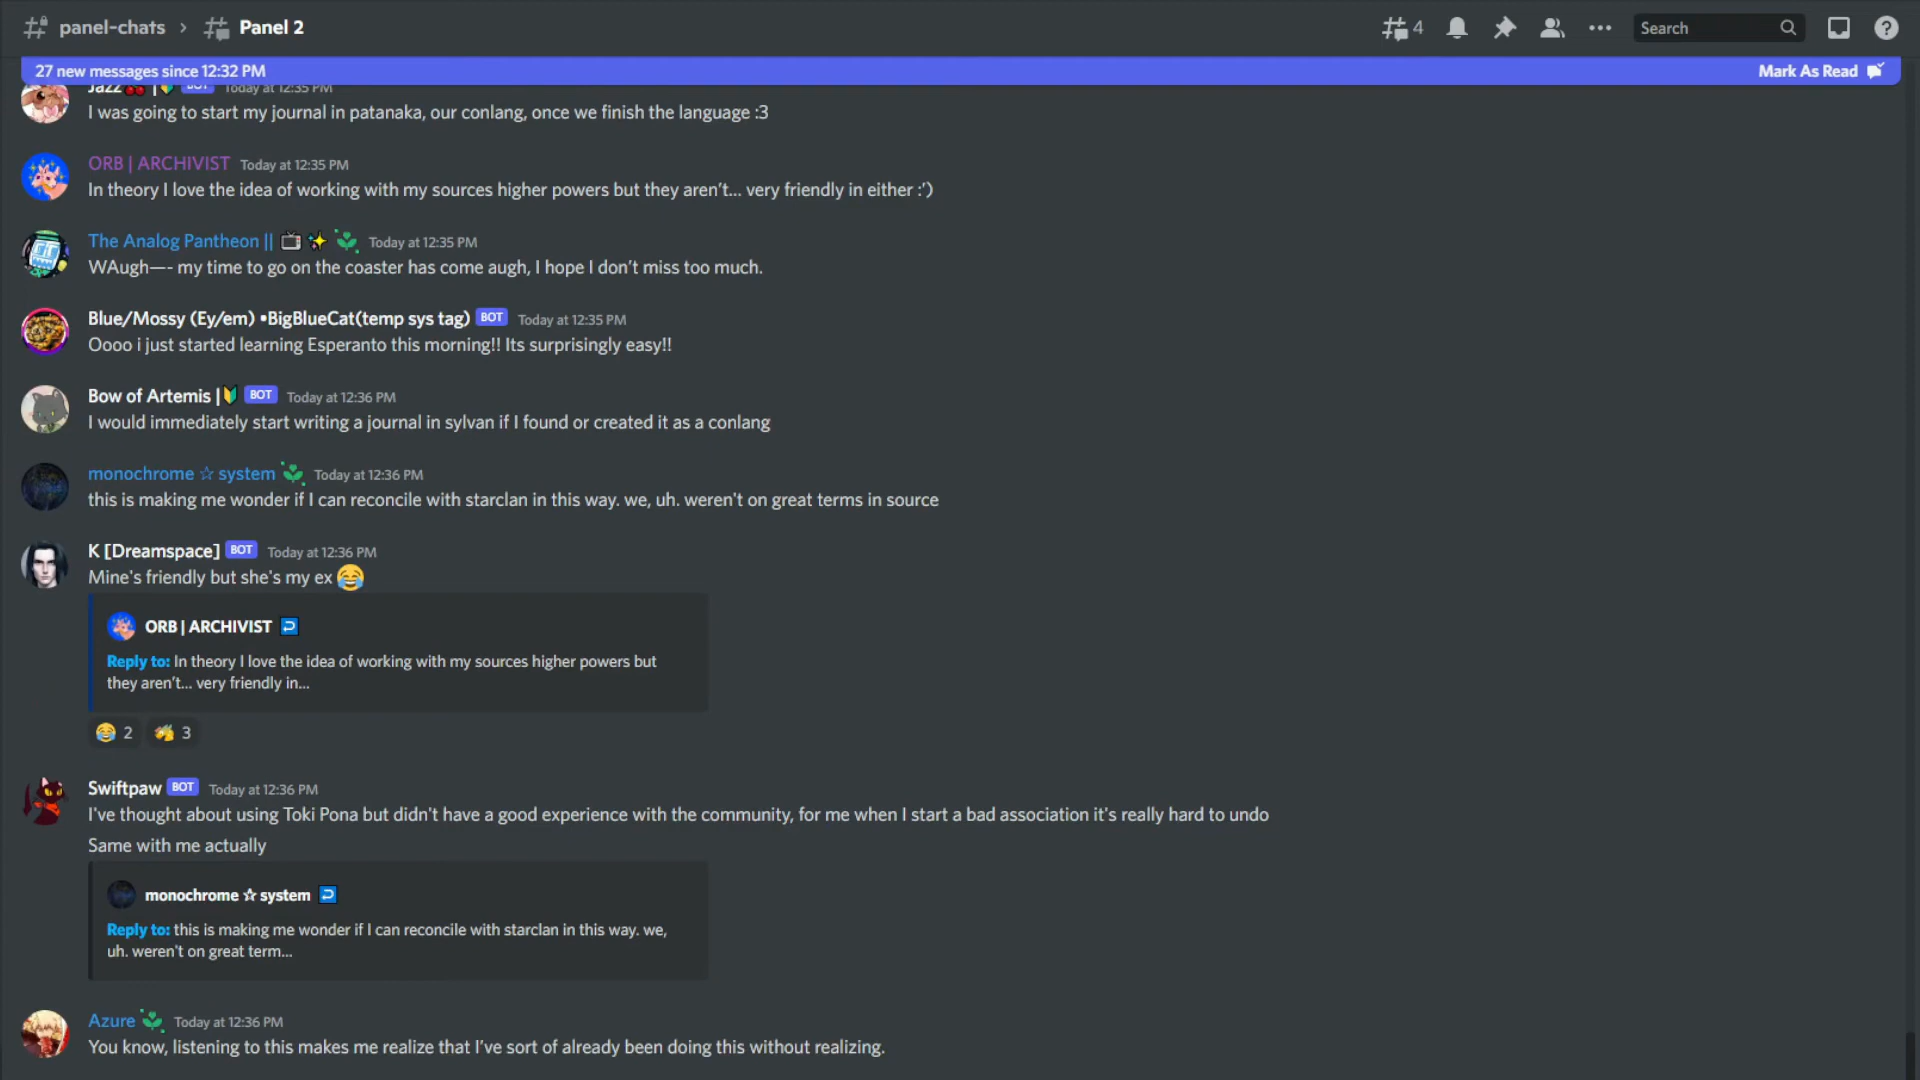 panel-chats › Panel 2 4 Search
27 new messages since 12:32 PM Mark As Read
Jazz🍒 |🔰 BOT Today at 12:35 PM
I was going to start my journal in patanaka, our conlang, once we finish the language :3
ORB | ARCHIVIST Today at 12:35 PM
In theory I love the idea of working with my sources higher powers but they aren’t... very friendly in either :’)
The Analog Pantheon || 📺 ✨ Today at 12:35 PM
WAugh—- my time to go on the coaster has come augh, I hope I don’t miss too much.
Blue/Mossy (Ey/em) •BigBlueCat(temp sys tag) BOT Today at 12:35 PM
Oooo i just started learning Esperanto this morning!! Its surprisingly easy!!
Bow of Artemis |🔰 BOT Today at 12:36 PM
I would immediately start writing a journal in sylvan if I found or created it as a conlang
monochrome ☆ system Today at 12:36 PM
this is making me wonder if I can reconcile with starclan in this way. we, uh. weren't on great terms in source
K [Dreamspace] BOT Today at 12:36 PM
Mine's friendly but she's my ex 😂
ORB | ARCHIVIST ↩
Reply to: In theory I love the idea of working with my sources higher powers but
they aren’t... very friendly in...
😂 2 3
Swiftpaw BOT Today at 12:36 PM
I've thought about using Toki Pona but didn't have a good experience with the community, for me when I start a bad association it's really hard to undo
Same with me actually
monochrome ☆ system ↩
Reply to: this is making me wonder if I can reconcile with starclan in this way. we,
uh. weren't on great term...
Azure Today at 12:36 PM
You know, listening to this makes me realize that I’ve sort of already been doing this without realizing.